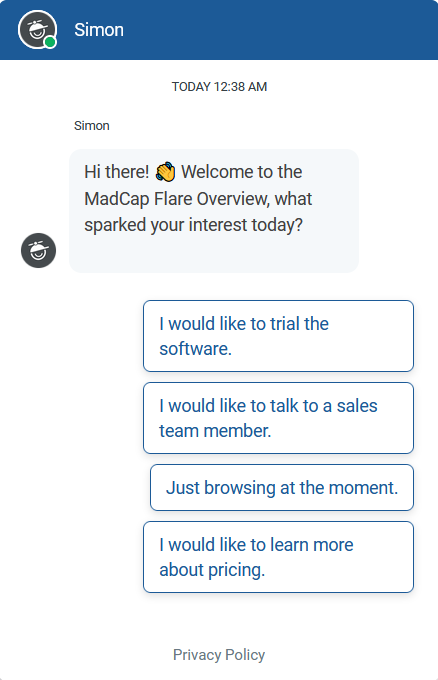 Simon
TODAY 12:38 AM
Simon
Hi there! 👏 Welcome to the
MadCap Flare Overview, what
sparked your interest today?
I would like to trial the
software.
I would like to talk to a sales
team member.
Just browsing at the moment.
I would like to learn more
about pricing.
Privacy Policy